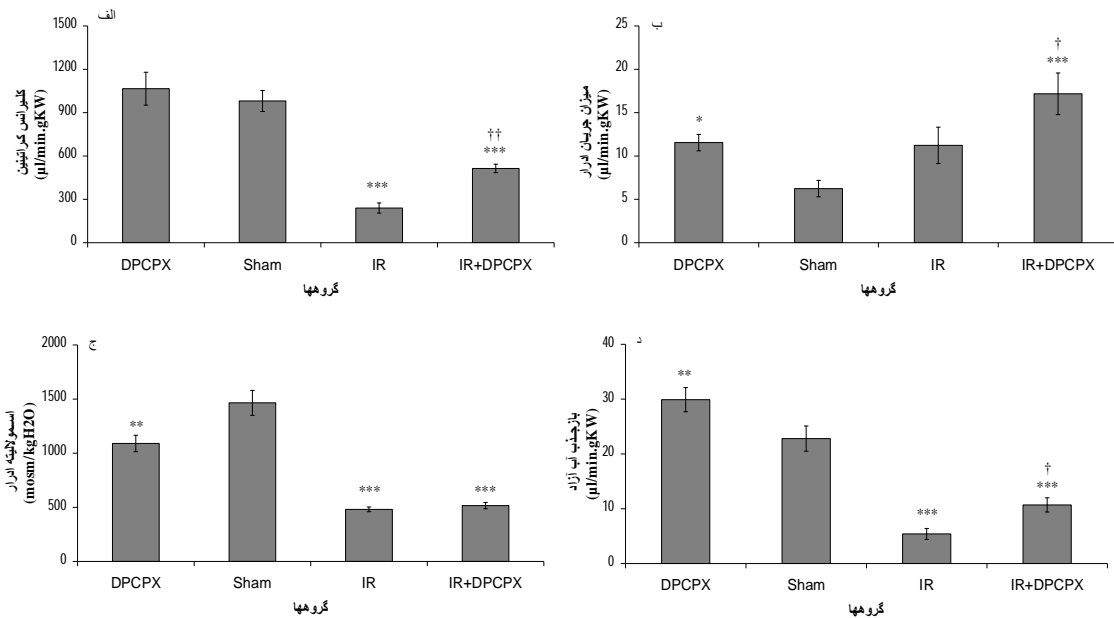 الف
1500
1200
900
600
300
0
کلیرانس کراتینین
(µl/min.gKW)
***
††
***
DPCPX
Sham
IR
IR+DPCPX
گروهها
ب
25
20
15
10
5
0
میزان جریان ادرار
(µl/min.gKW)
*
†
***
DPCPX
Sham
IR
IR+DPCPX
گروهها
ج
2000
1500
1000
500
0
اسمولالیته ادرار
(mosm/kgH2O)
**
***
***
DPCPX
Sham
IR
IR+DPCPX
گروهها
د
40
30
20
10
0
بازجذب آب آزاد
(µl/min.gKW)
**
***
†
***
DPCPX
Sham
IR
IR+DPCPX
گروهها